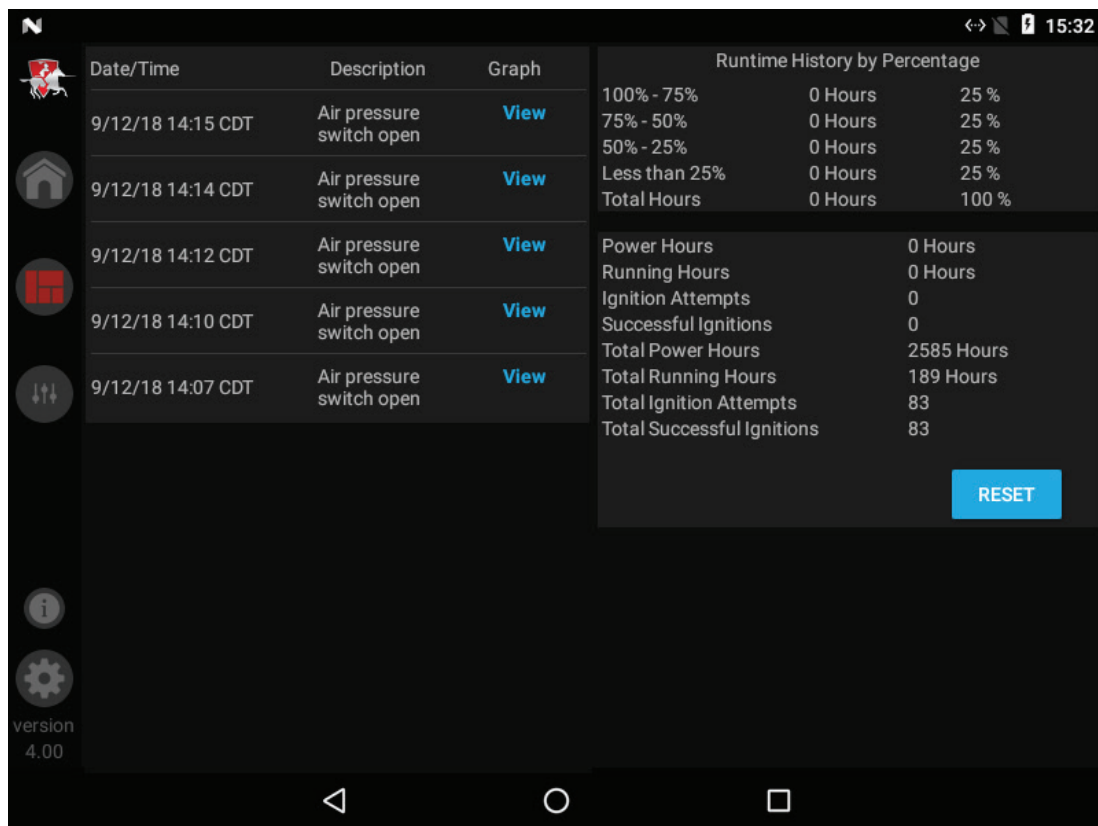 15:32
Date/Time Description Graph
9/12/18 14:15 CDT Air pressure switch open View
9/12/18 14:14 CDT Air pressure switch open View
9/12/18 14:12 CDT Air pressure switch open View
9/12/18 14:10 CDT Air pressure switch open View
9/12/18 14:07 CDT Air pressure switch open View
Runtime History by Percentage
100% - 75% 0 Hours 25 %
75% - 50% 0 Hours 25 %
50% - 25% 0 Hours 25 %
Less than 25% 0 Hours 25 %
Total Hours 0 Hours 100 %
Power Hours 0 Hours
Running Hours 0 Hours
Ignition Attempts 0
Successful Ignitions 0
Total Power Hours 2585 Hours
Total Running Hours 189 Hours
Total Ignition Attempts 83
Total Successful Ignitions 83
RESET
version
4.00